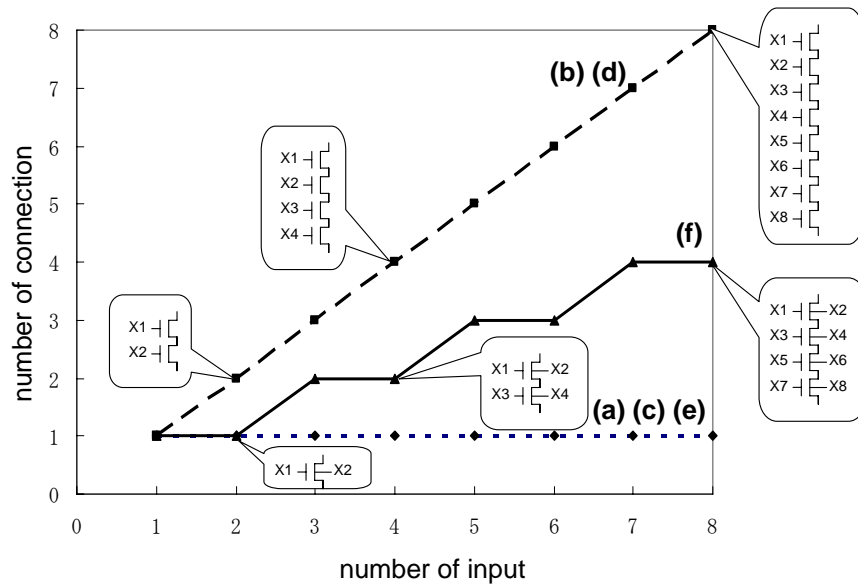 number of connection
8
7
6
5
4
3
2
1
0
0 1 2 3 4 5 6 7 8
number of input
(b) (d)
(f)
(a) (c) (e)
X1
X2
X1
X2
X3
X4
X1
X2
X3
X4
X5
X6
X7
X8
X1 X2
X1 X2
X3 X4
X1 X2
X3 X4
X5 X6
X7 X8